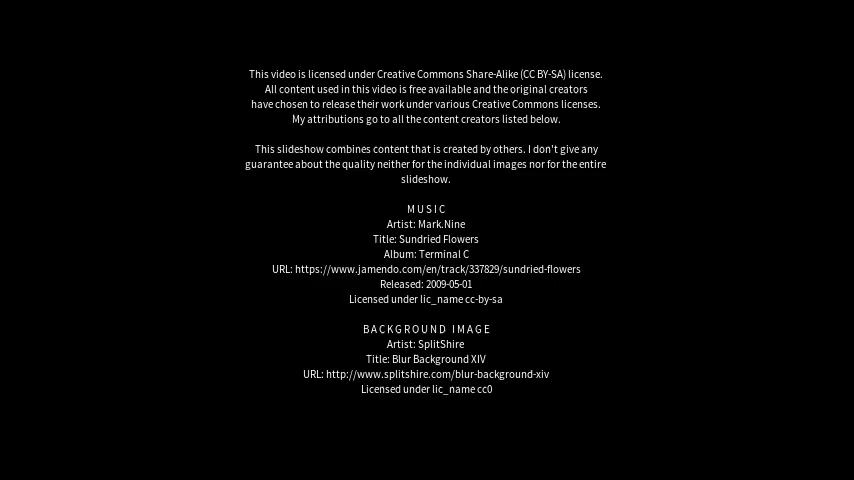 This video is licensed under Creative Commons Share-Alike (CC BY-SA) license.
All content used in this video is free available and the original creators
have chosen to release their work under various Creative Commons licenses.
My attributions go to all the content creators listed below.
This slideshow combines content that is created by others. I don't give any
guarantee about the quality neither for the individual images nor for the entire
slideshow.
MUSIC
Artist: Mark.Nine
Title: Sundried Flowers
Album: Terminal C
URL: https://www.jamendo.com/en/track/337829/sundried-flowers
Released: 2009-05-01
Licensed under lic_name cc-by-sa
BACKGROUND IMAGE
Artist: SplitShire
Title: Blur Background XIV
URL: http://www.splitshire.com/blur-background-xiv
Licensed under lic_name cc0